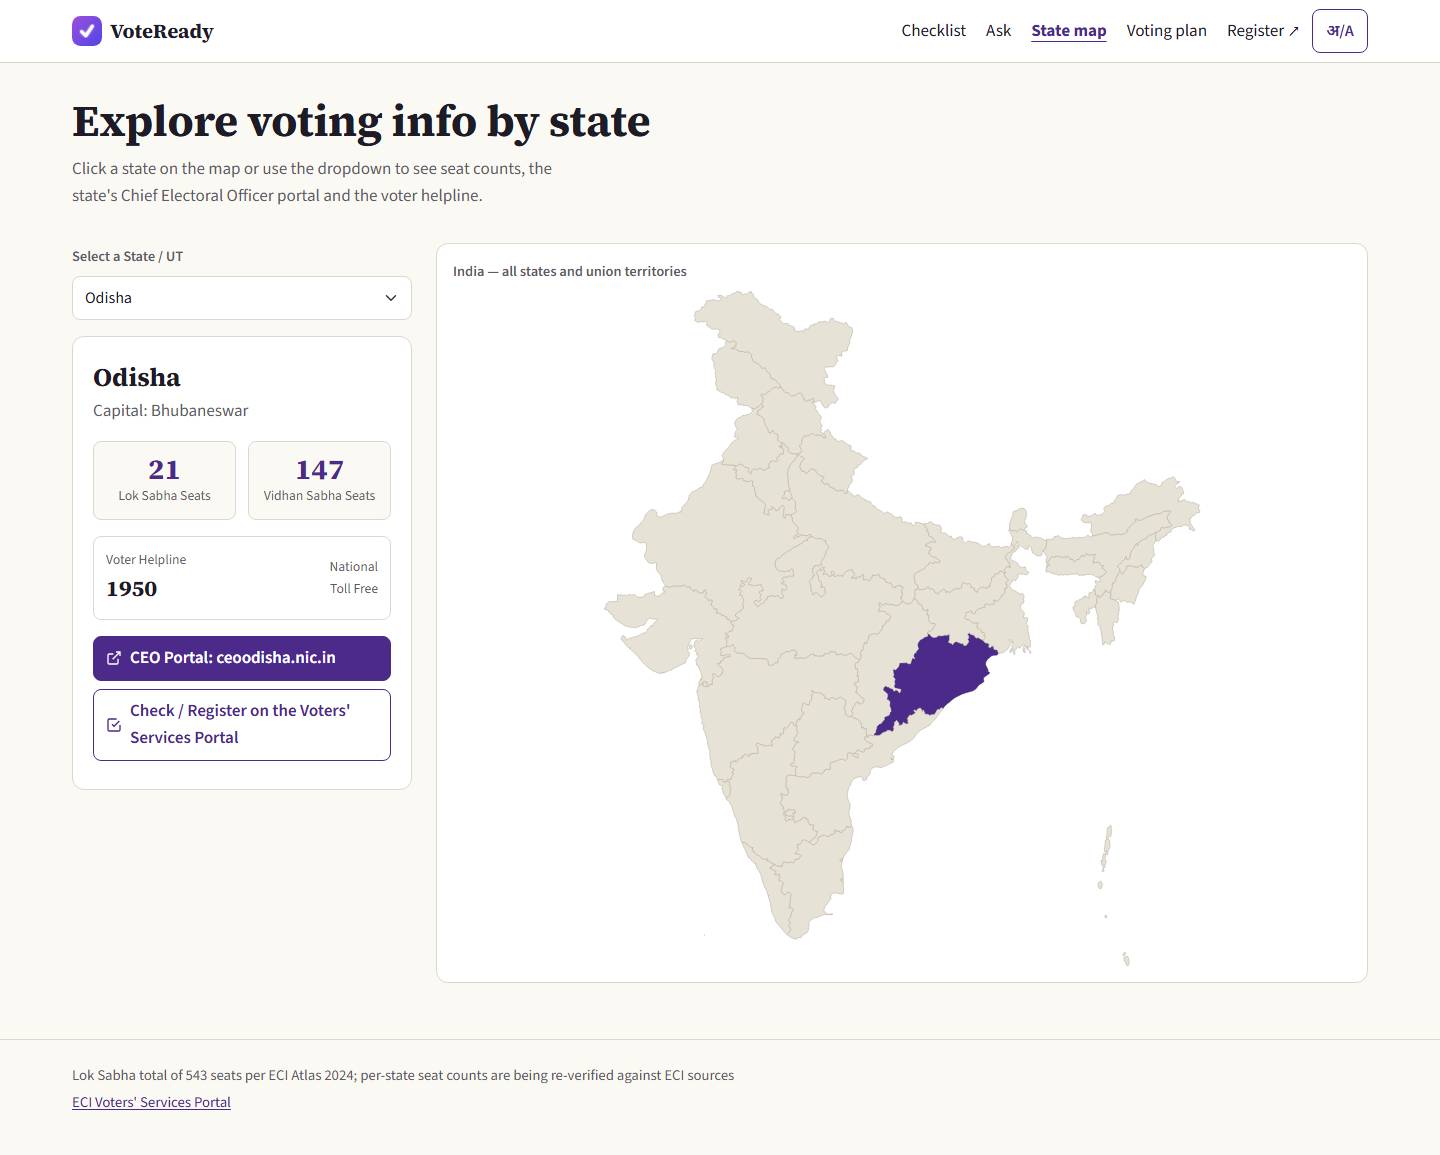 VoteReady
Checklist
Ask
State map
Voting plan
Register ↗
अ/A
Explore voting info by state
Click a state on the map or use the dropdown to see seat counts, the
state's Chief Electoral Officer portal and the voter helpline.
Select a State / UT
Odisha
Odisha
Capital: Bhubaneswar
21
Lok Sabha Seats
147
Vidhan Sabha Seats
Voter Helpline
1950
National
Toll Free
CEO Portal: ceoodisha.nic.in
Check / Register on the Voters'
Services Portal
India — all states and union territories
Lok Sabha total of 543 seats per ECI Atlas 2024; per-state seat counts are being re-verified against ECI sources
ECI Voters' Services Portal